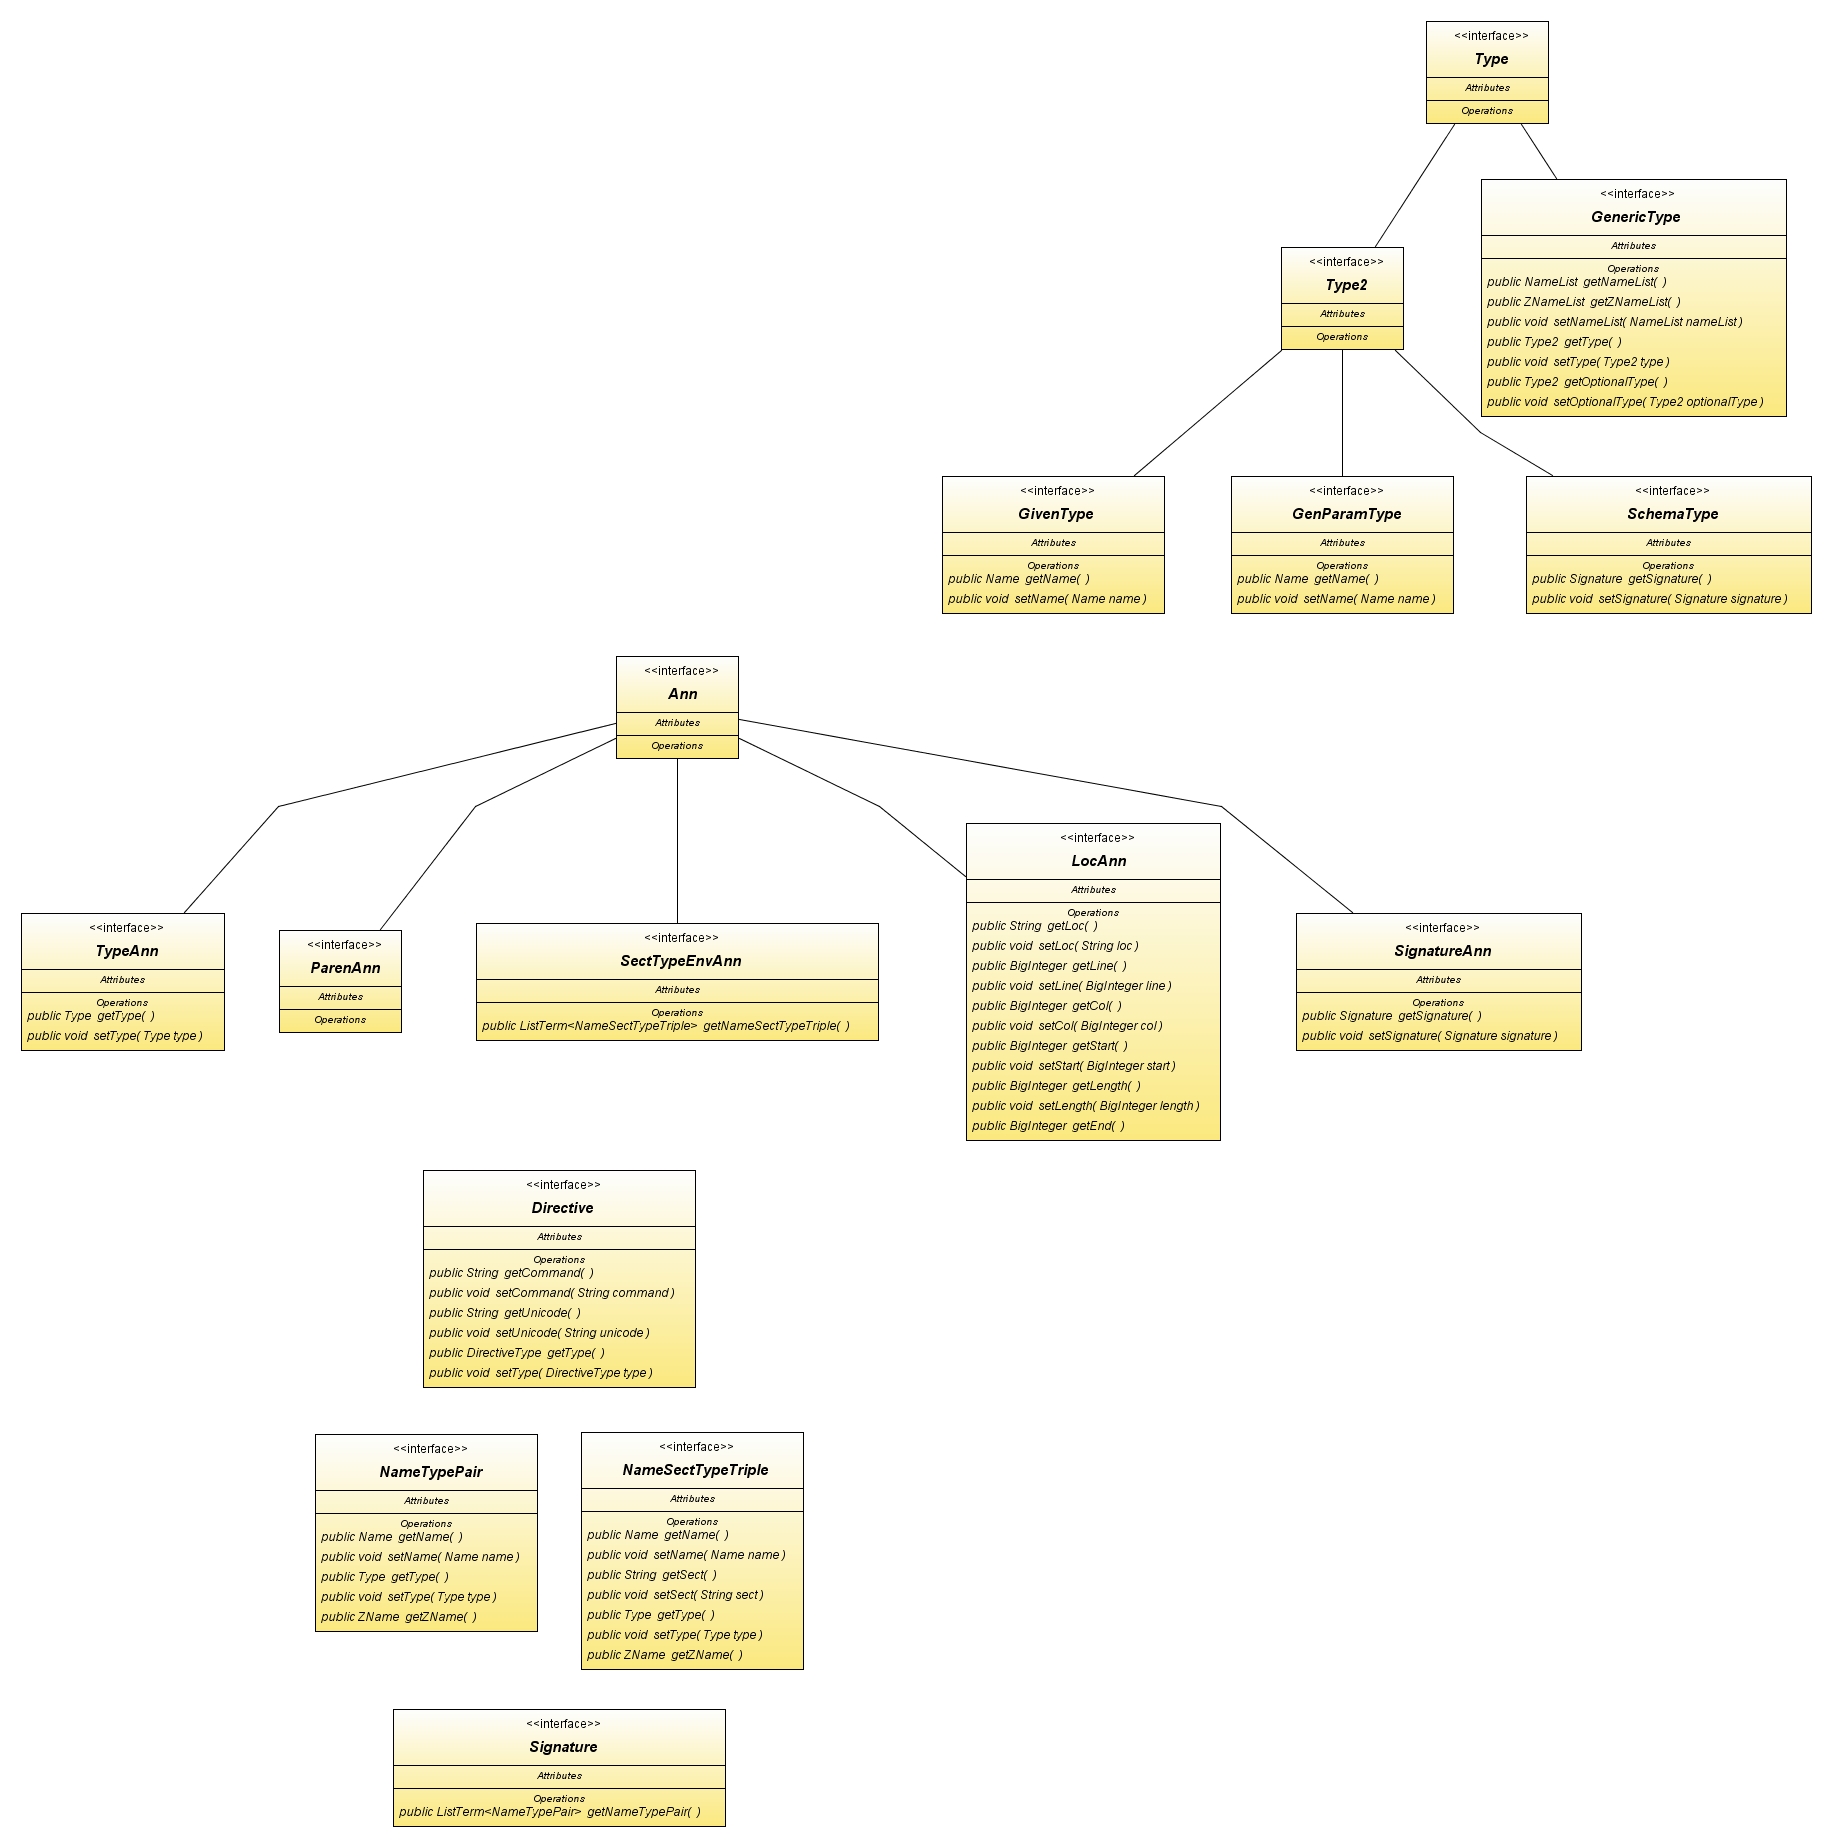 <<interface>>
Type
Attributes
Operations
<<interface>>
GenericType
Attributes
Operations
public NameList getNameList( )
public ZNameList getZNameList( )
public void setNameList( NameList nameList)
public Type2 getType( )
public void setType( Type2 type)
public Type2 getOptionalType( )
public void setOptionalType( Type2 optionalType)
<<interface>>
Type2
Attributes
Operations
<<interface>>
GivenType
Attributes
Operations
public Name getName( )
public void setName( Name name)
<<interface>>
GenParamType
Attributes
Operations
public Name getName( )
public void setName( Name name)
<<interface>>
SchemaType
Attributes
Operations
public Signature getSignature( )
public void setSignature( Signature signature)
<<interface>>
Ann
Attributes
Operations
<<interface>>
TypeAnn
Attributes
Operations
public Type getType( )
public void setType( Type type)
<<interface>>
ParenAnn
Attributes
Operations
<<interface>>
SectTypeEnvAnn
Attributes
Operations
public ListTerm<NameSectTypeTriple> getNameSectTypeTriple( )
<<interface>>
LocAnn
Attributes
Operations
public String getLoc( )
public void setLoc( String loc)
public BigInteger getLine( )
public void setLine( BigInteger line)
public BigInteger getCol( )
public void setCol( BigInteger col)
public BigInteger getStart( )
public void setStart( BigInteger start)
public BigInteger getLength( )
public void setLength( BigInteger length)
public BigInteger getEnd( )
<<interface>>
SignatureAnn
Attributes
Operations
public Signature getSignature( )
public void setSignature( Signature signature)
<<interface>>
Directive
Attributes
Operations
public String getCommand( )
public void setCommand( String command)
public String getUnicode( )
public void setUnicode( String unicode)
public DirectiveType getType( )
public void setType( DirectiveType type)
<<interface>>
NameTypePair
Attributes
Operations
public Name getName( )
public void setName( Name name)
public Type getType( )
public void setType( Type type)
public ZName getZName( )
<<interface>>
NameSectTypeTriple
Attributes
Operations
public Name getName( )
public void setName( Name name)
public String getSect( )
public void setSect( String sect)
public Type getType( )
public void setType( Type type)
public ZName getZName( )
<<interface>>
Signature
Attributes
Operations
public ListTerm<NameTypePair> getNameTypePair( )